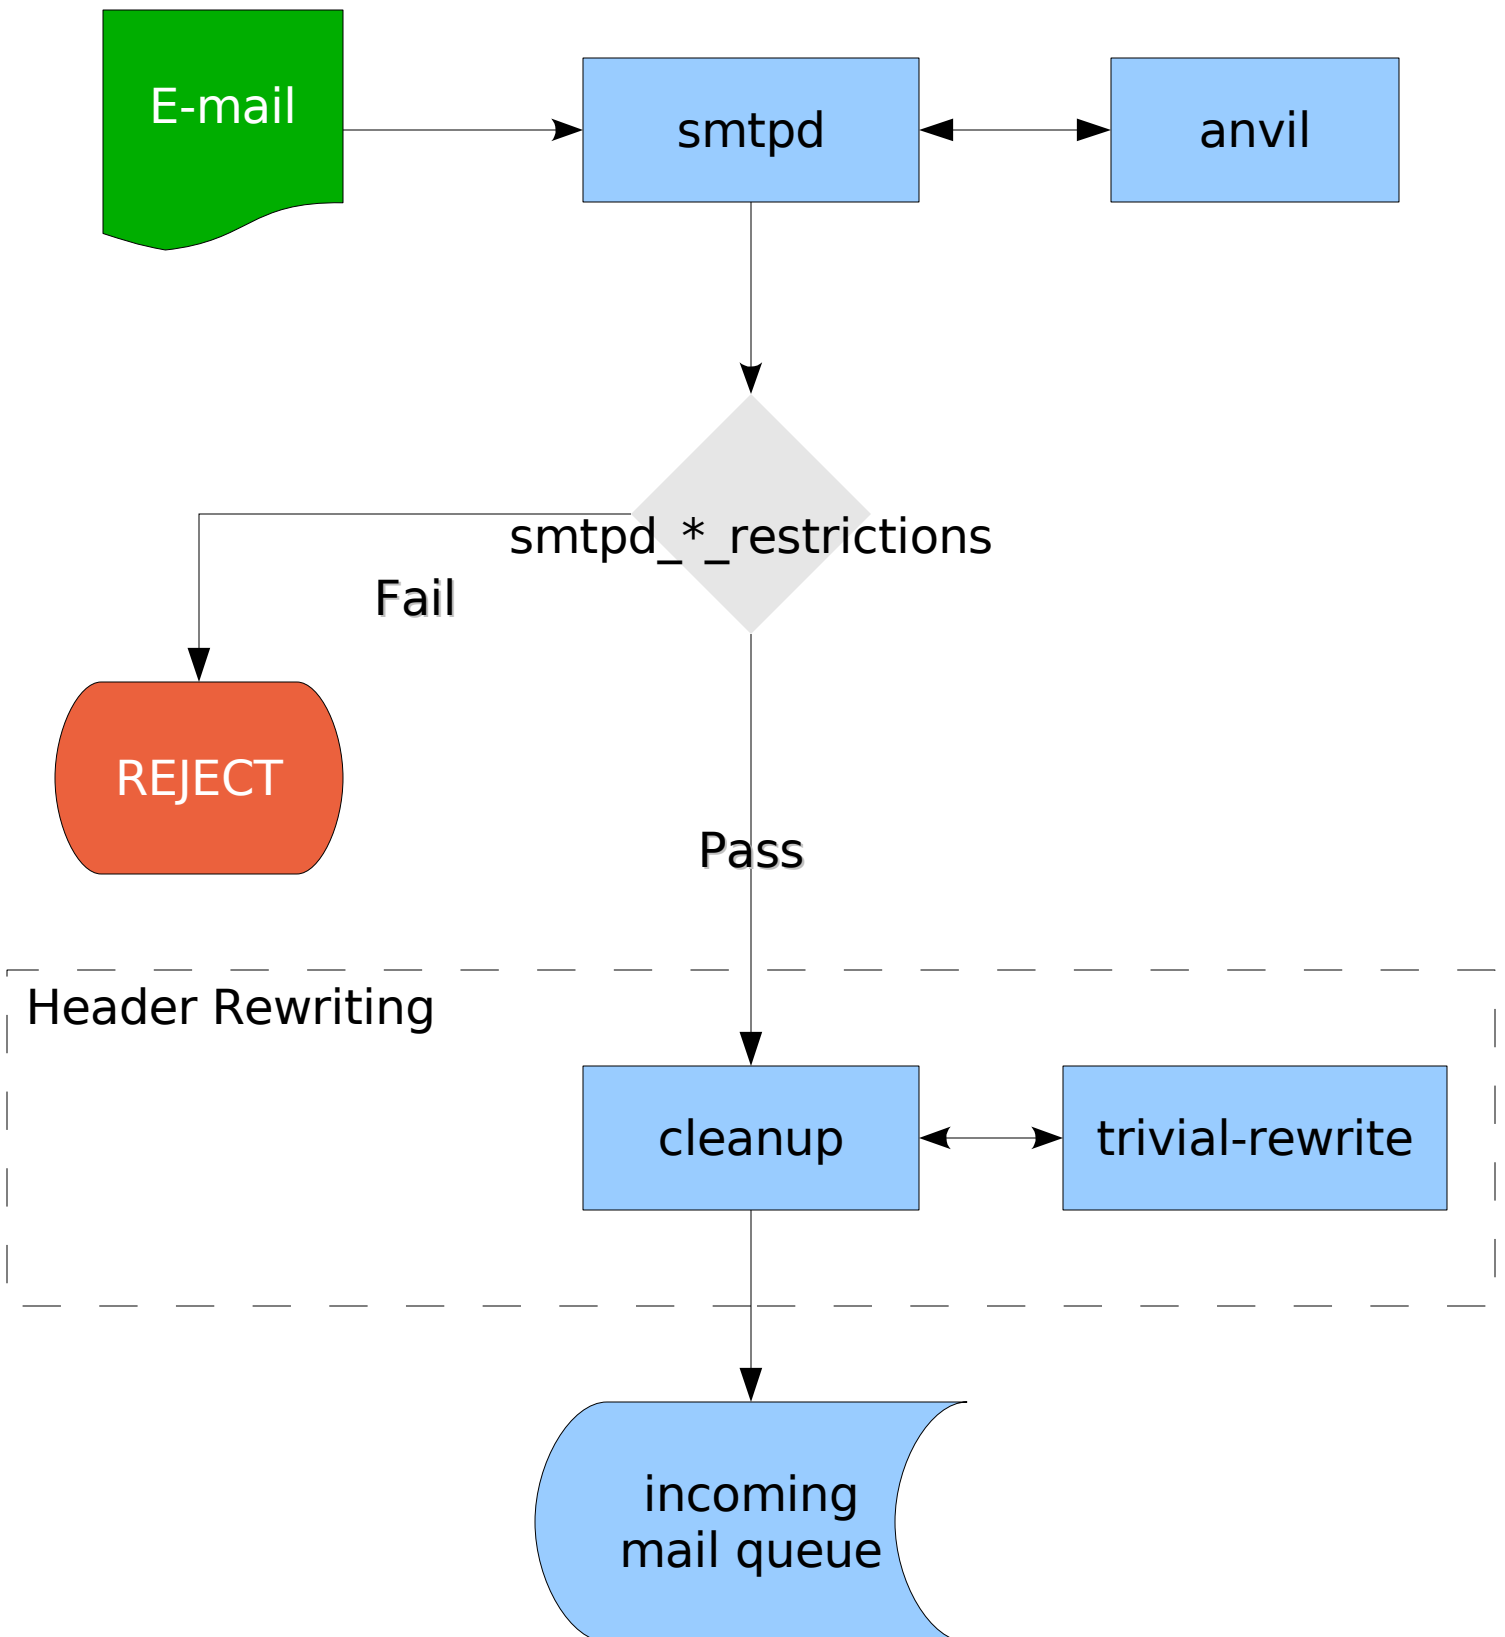 E-mail
smtpd
anvil
smtpd_*_restrictions
Fail
REJECT
Pass
Header Rewriting
cleanup
trivial-rewrite
incoming
mail queue